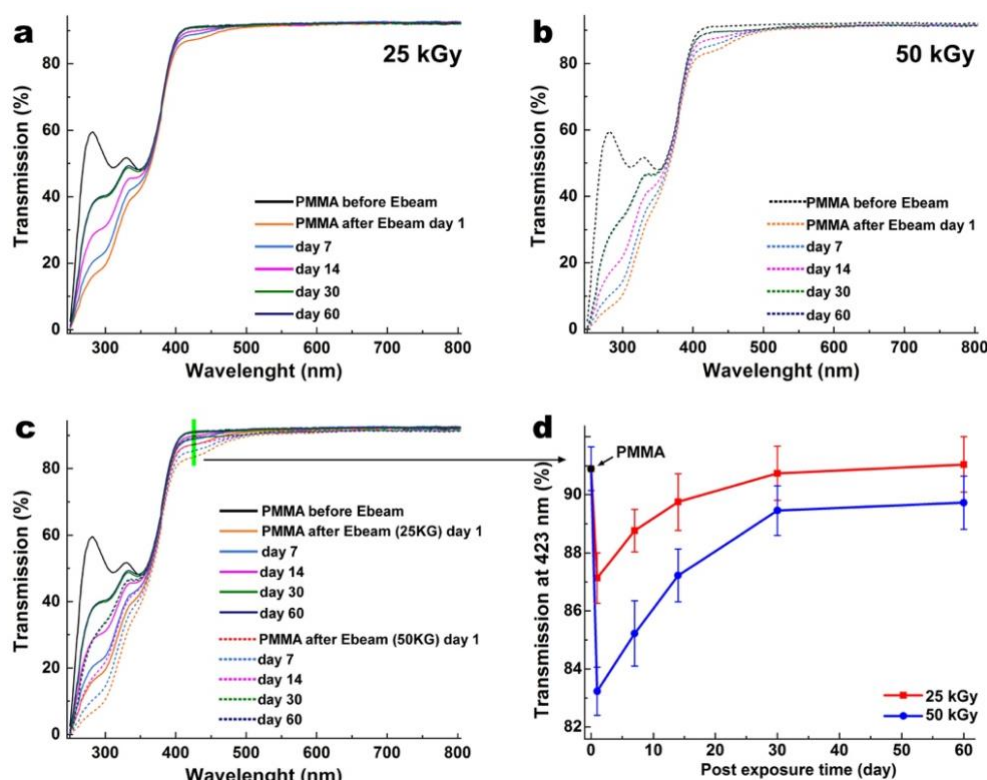 a
25 kGy
Transmission (%)
80
60
40
20
0
PMMA before Ebeam
PMMA after Ebeam day 1
day 7
day 14
day 30
day 60
300 400 500 600 700 800
Wavelenght (nm)
b
50 kGy
Transmission (%)
80
60
40
20
0
PMMA before Ebeam
PMMA after Ebeam day 1
day 7
day 14
day 30
day 60
300 400 500 600 700 800
Wavelenght (nm)
c
Transmission (%)
80
60
40
20
0
PMMA before Ebeam
PMMA after Ebeam (25KG) day 1
day 7
day 14
day 30
day 60
PMMA after Ebeam (50KG) day 1
day 7
day 14
day 30
day 60
300 400 500 600 700 800
Wavelenght (nm)
d
PMMA
Transmission at 423 nm (%)
90
88
86
84
82
25 kGy
50 kGy
0 10 20 30 40 50 60
Post exposure time (day)